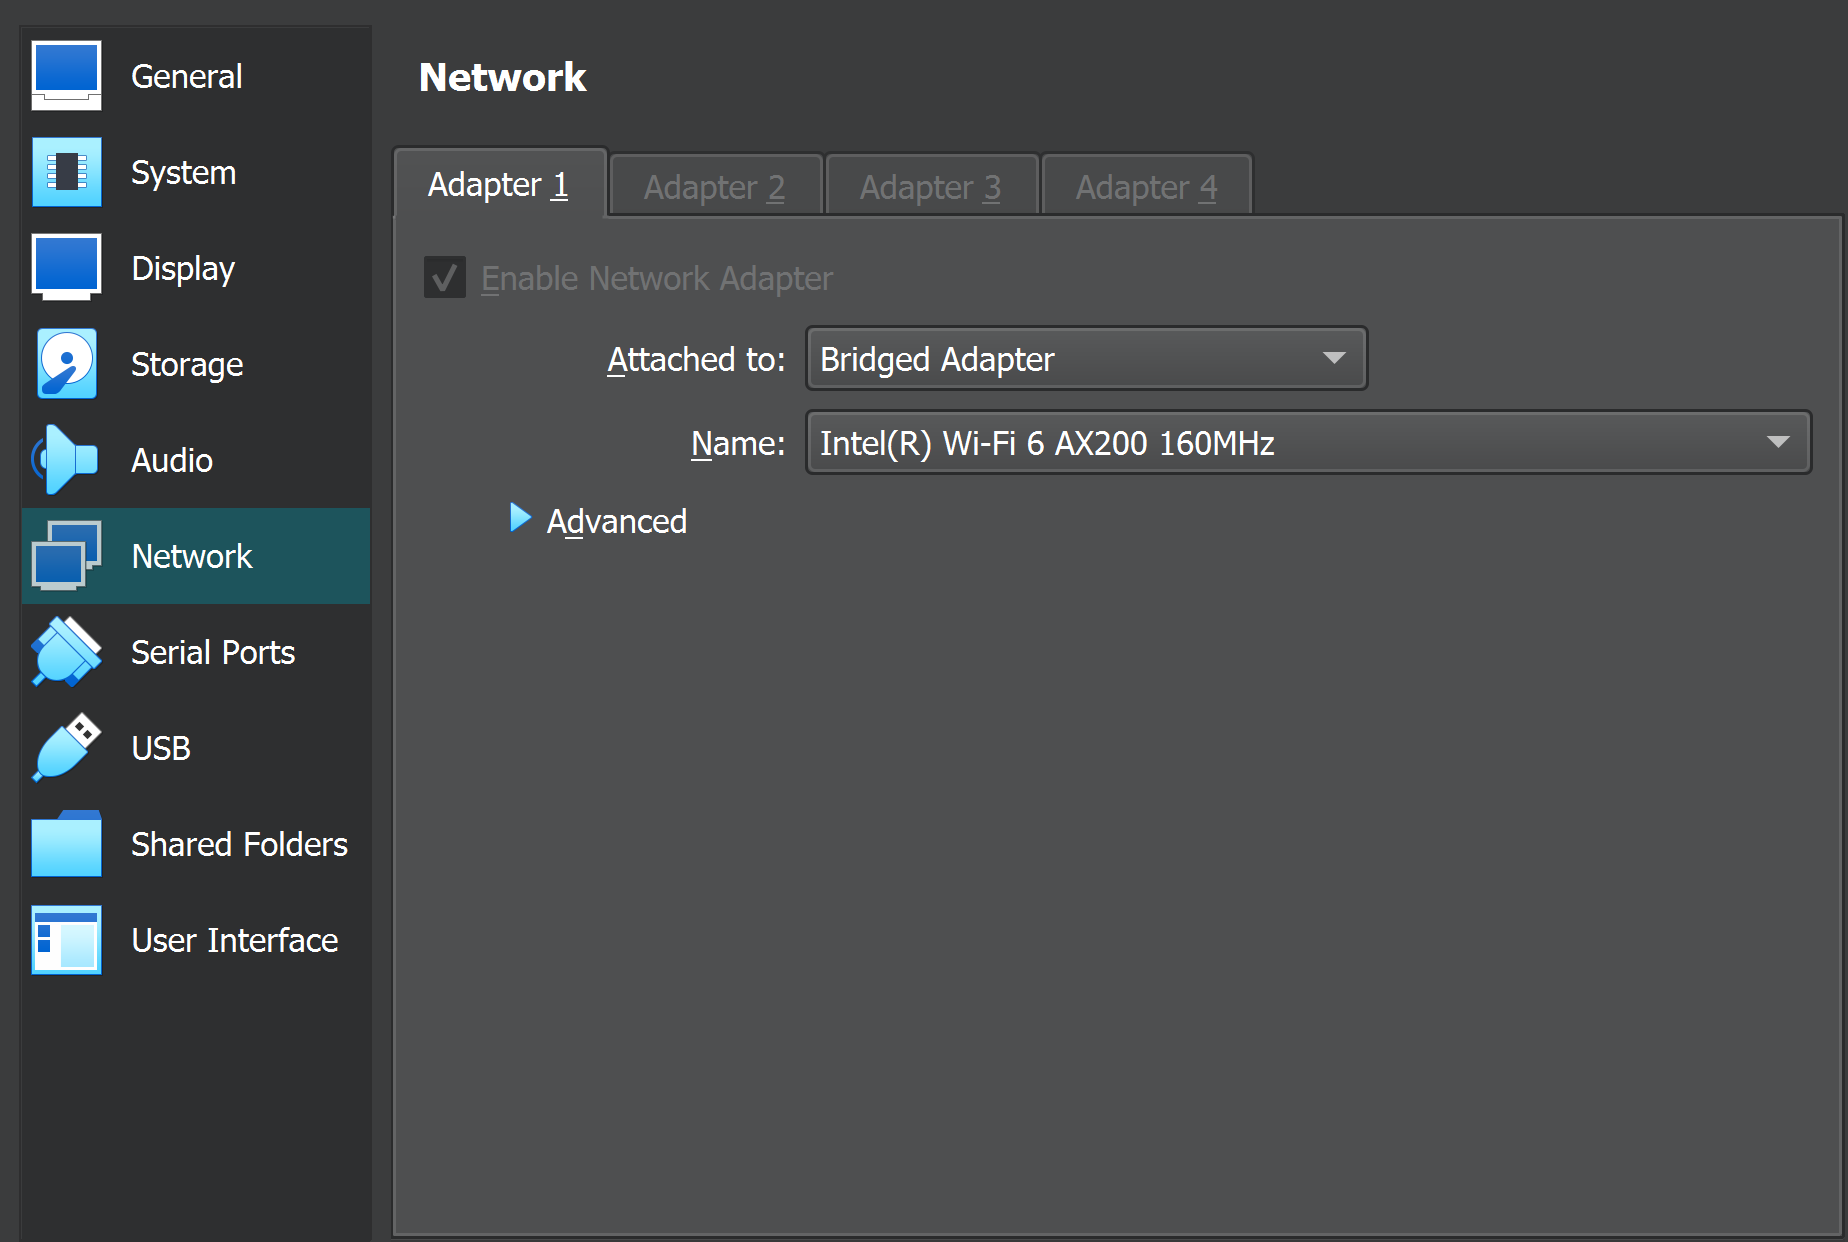 General
System
Display
Storage
Audio
Network
Serial Ports
USB
Shared Folders
User Interface
Network
Adapter 1
Adapter 2
Adapter 3
Adapter 4
Enable Network Adapter
Attached to: Bridged Adapter
Name: Intel(R) Wi-Fi 6 AX200 160MHz
Advanced